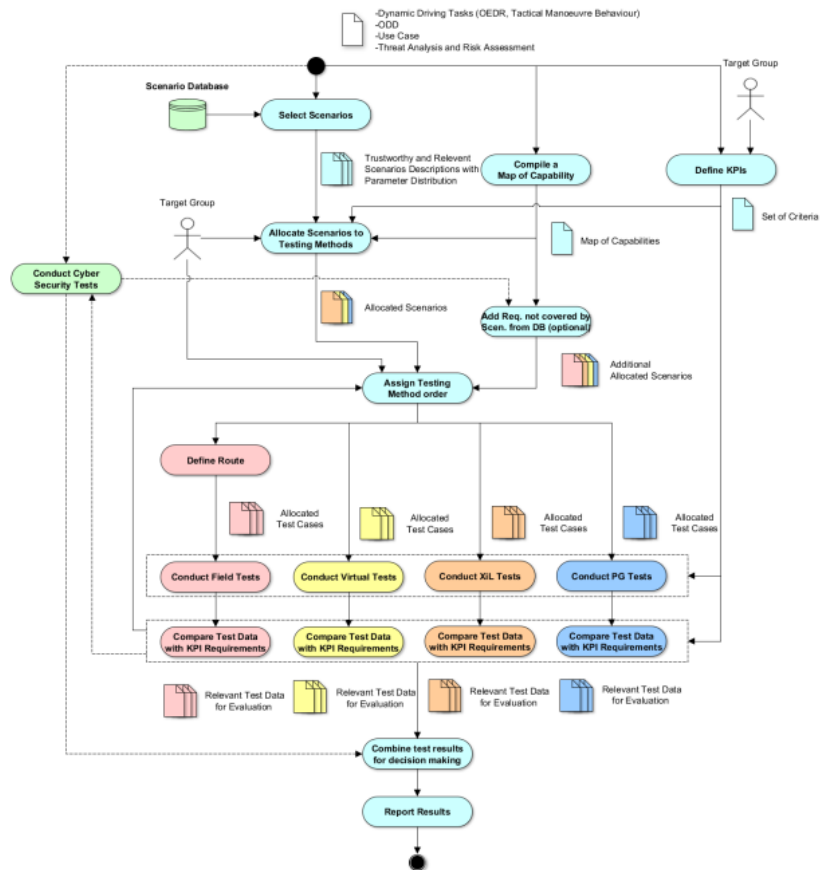 -Dynamic Driving Tasks (OEDR, Tactical Manoeuvre Behaviour)
-ODD
-Use Case
-Threat Analysis and Risk Assessment
Target Group
Scenario Database
Select Scenarios
Trustworthy and Relevent
Scenarios Descriptions with
Parameter Distribution
Compile a
Map of Capability
Define KPIs
Target Group
Set of Criteria
Allocate Scenarios to
Testing Methods
Map of Capabilities
Conduct Cyber
Security Tests
Allocated Scenarios
Add Req. not covered by
Scen. from DB (optional)
Additional
Allocated Scenarios
Assign Testing
Method order
Define Route
Allocated
Test Cases
Allocated
Test Cases
Allocated
Test Cases
Allocated
Test Cases
Conduct Field Tests
Conduct Virtual Tests
Conduct XiL Tests
Conduct PG Tests
Compare Test Data
with KPI Requirements
Compare Test Data
with KPI Requirements
Compare Test Data
with KPI Requirements
Compare Test Data
with KPI Requirements
Relevant Test Data
for Evaluation
Relevant Test Data
for Evaluation
Relevant Test Data
for Evaluation
Relevant Test Data
for Evaluation
Combine test results
for decision making
Report Results